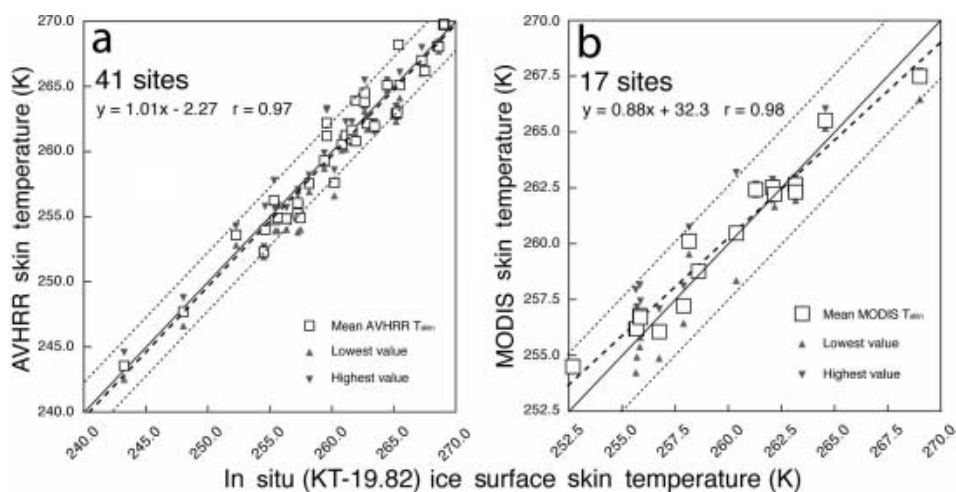 a
41 sites
y = 1.01x - 2.27 r = 0.97
AVHRR skin temperature (K)
270.0
265.0
260.0
255.0
250.0
245.0
240.0
Mean AVHRR Tskin
Lowest value
Highest value
240.0 245.0 250.0 255.0 260.0 265.0 270.0
b
17 sites
y = 0.88x + 32.3 r = 0.98
MODIS skin temperature (K)
270.0
267.5
265.0
262.5
260.0
257.5
255.0
252.5
Mean MODIS Tskin
Lowest value
Highest value
252.5 255.0 257.5 260.0 262.5 265.0 267.5 270.0
In situ (KT-19.82) ice surface skin temperature (K)